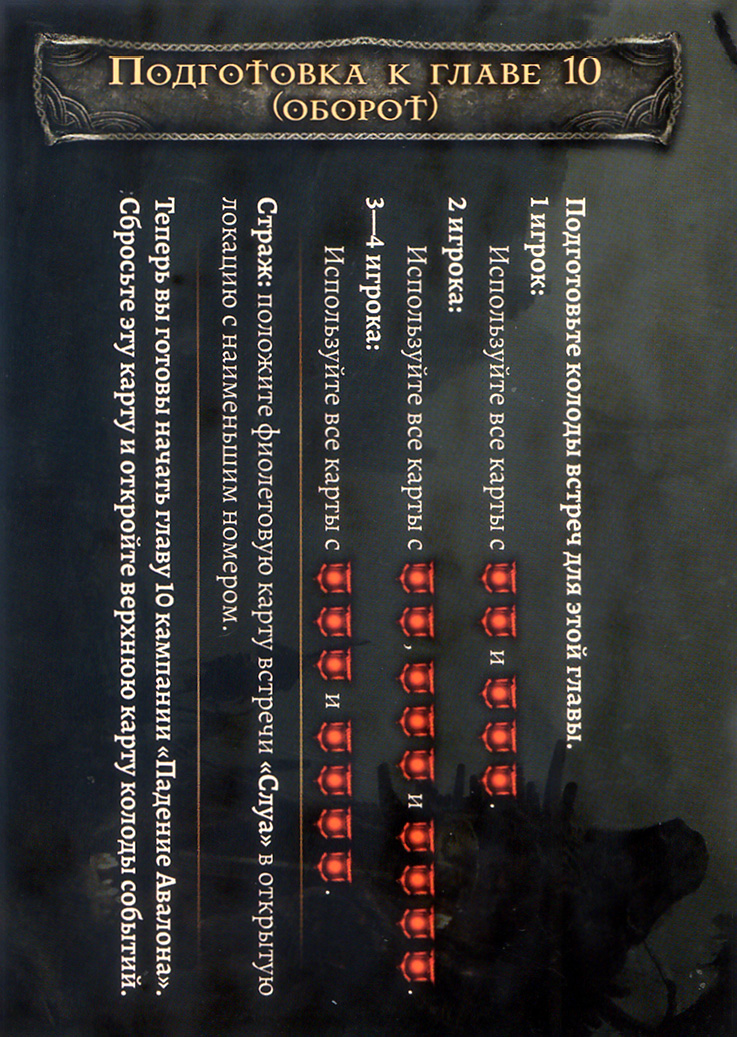 Подготовка к главе 10
(оборот)
Подготовьте колоды встреч для этой главы.
1 игрок:
Используйте все карты с и .
2 игрока:
Используйте все карты с , и .
3—4 игрока:
Используйте все карты с и .
Страж: положите фиолетовую карту встречи «Слуа» в открытую
локацию с наименьшим номером.
Теперь вы готовы начать главу 10 кампании «Падение Авалона».
Сбросьте эту карту и откройте верхнюю карту колоды событий.